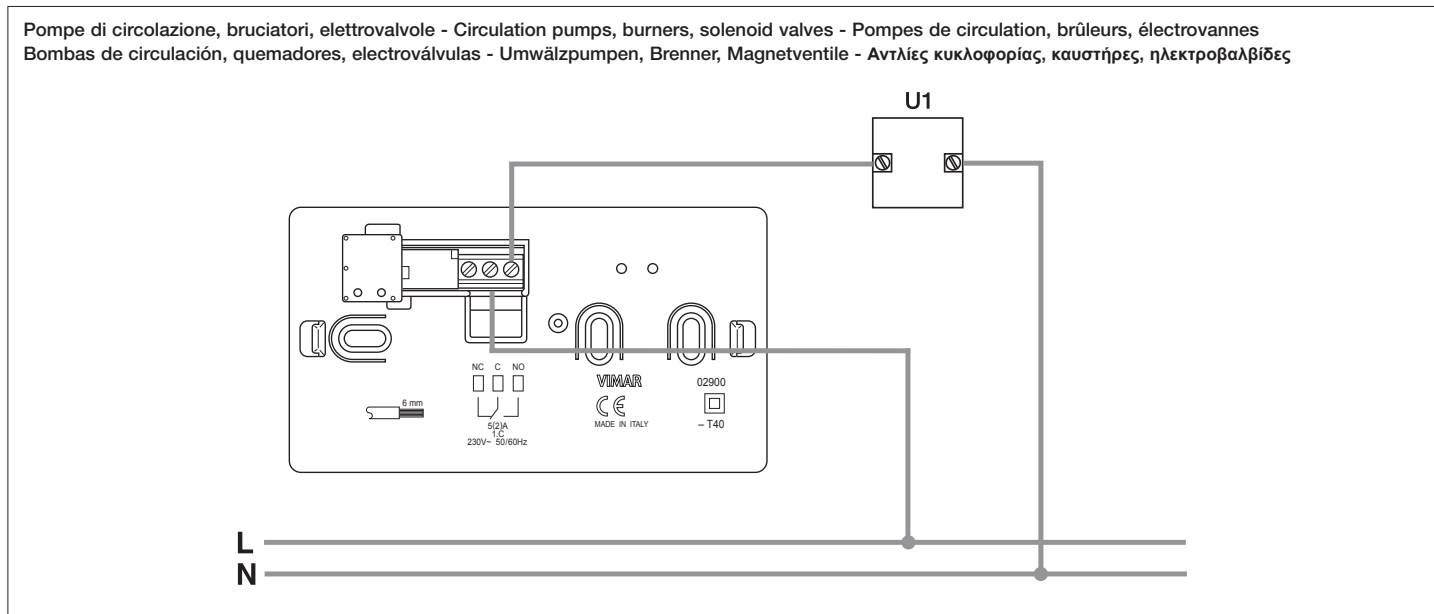 Pompe di circolazione, bruciatori, elettrovalvole - Circulation pumps, burners, solenoid valves - Pompes de circulation, brûleurs, électrovannes
Bombas de circulación, quemadores, electroválvulas - Umwälzpumpen, Brenner, Magnetventile - Αντλίες κυκλοφορίας, καυστήρες, ηλεκτροβαλβίδες
U1
NC C NO
VIMAR
02900
6 mm
CE
5(2)A
1.C
230V~ 50/60Hz
MADE IN ITALY
– T40
L
N